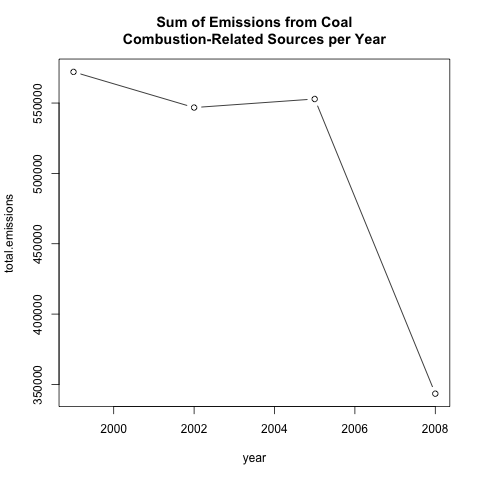 Sum of Emissions from Coal
Combustion-Related Sources per Year
total.emissions
550000
500000
450000
400000
350000
2000
2002
2004
2006
2008
year